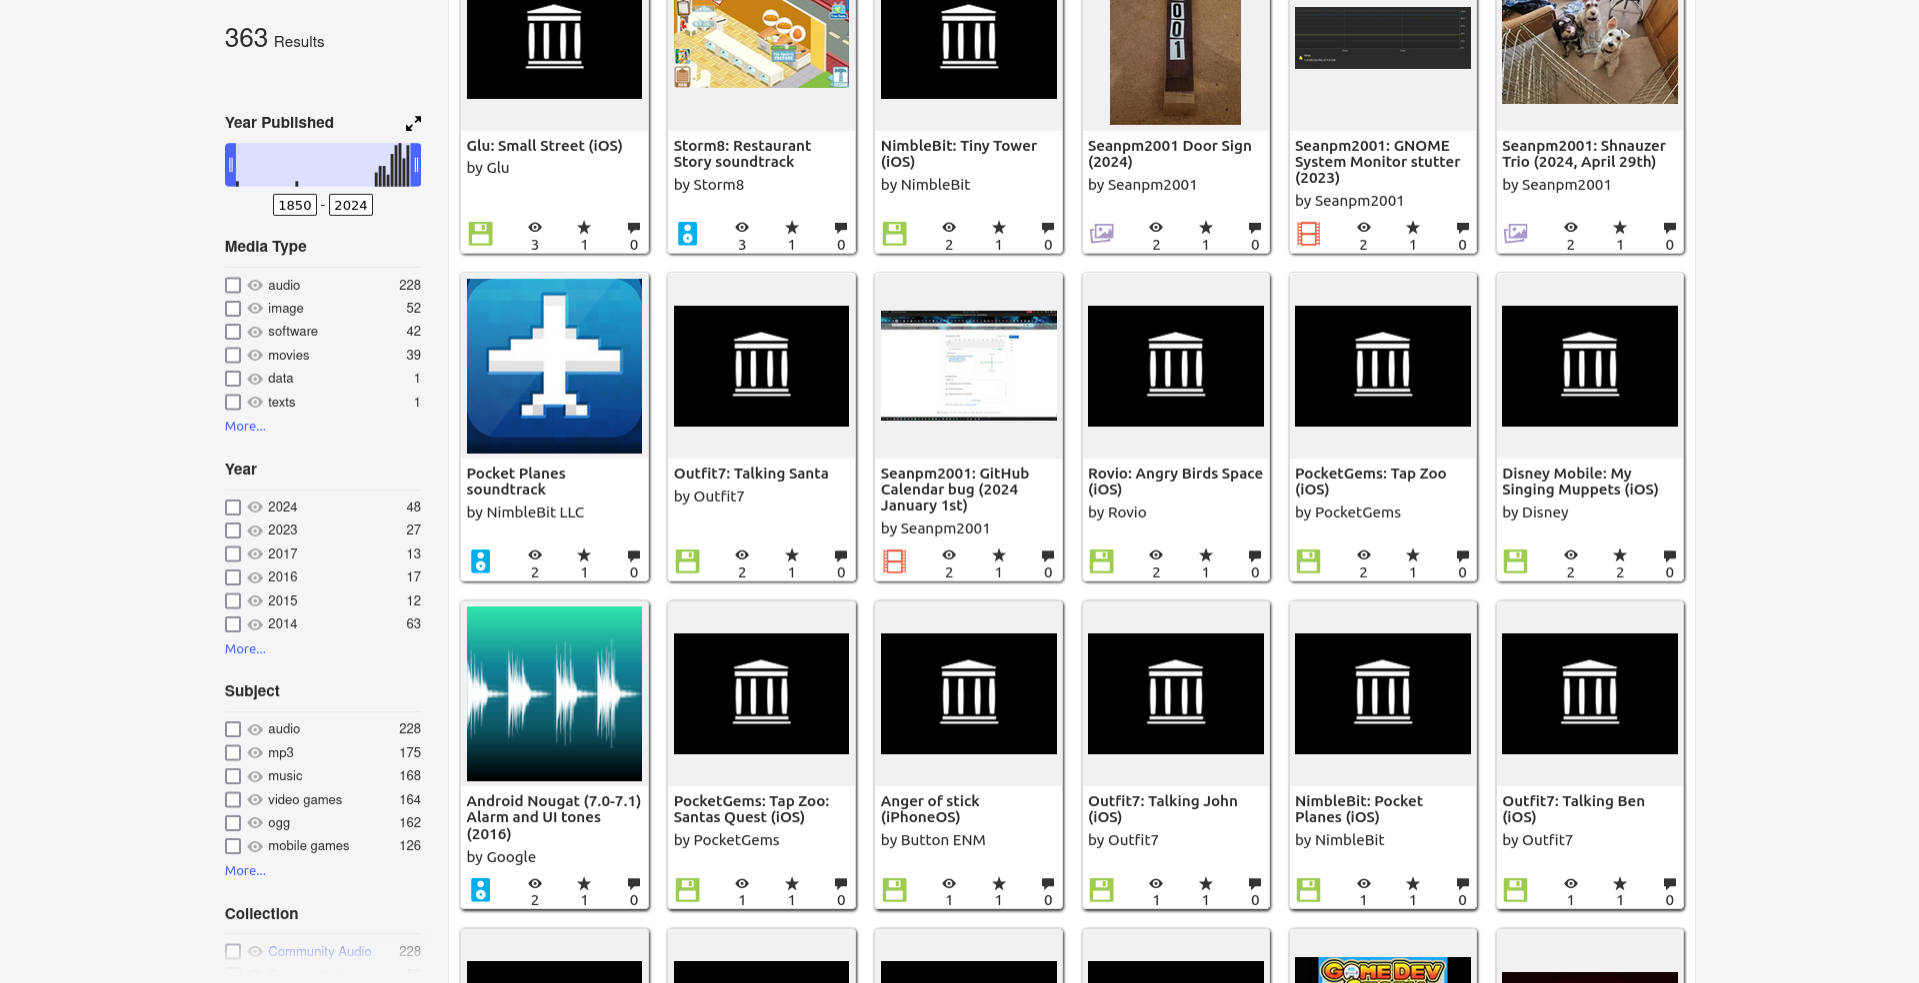 363 Results
Year Published
1850 - 2024
Media Type
audio 228
image 52
software 42
movies 39
data 1
texts 1
More...
Year
2024 48
2023 27
2017 13
2016 17
2015 12
2014 63
More...
Subject
audio 228
mp3 175
music 168
video games 164
ogg 162
mobile games 126
More...
Collection
Community Audio 228
Glu: Small Street (iOS)
by Glu
3 1 0
Storm8: Restaurant
Story soundtrack
by Storm8
3 1 0
NimbleBit: Tiny Tower
(iOS)
by NimbleBit
2 1 0
001
Seanpm2001 Door Sign
(2024)
by Seanpm2001
2 1 0
Seanpm2001: GNOME
System Monitor stutter
(2023)
by Seanpm2001
2 1 0
Seanpm2001: Shnauzer
Trio (2024, April 29th)
by Seanpm2001
2 1 0
Pocket Planes
soundtrack
by NimbleBit LLC
2 1 0
Outfit7: Talking Santa
by Outfit7
2 1 0
Seanpm2001: GitHub
Calendar bug (2024
January 1st)
by Seanpm2001
2 1 0
Rovio: Angry Birds Space
(iOS)
by Rovio
2 1 0
PocketGems: Tap Zoo
(iOS)
by PocketGems
2 1 0
Disney Mobile: My
Singing Muppets (iOS)
by Disney
2 2 0
Android Nougat (7.0-7.1)
Alarm and UI tones
(2016)
by Google
2 1 0
PocketGems: Tap Zoo:
Santas Quest (iOS)
by PocketGems
1 1 0
Anger of stick
(iPhoneOS)
by Button ENM
1 1 0
Outfit7: Talking John
(iOS)
by Outfit7
1 1 0
NimbleBit: Pocket
Planes (iOS)
by NimbleBit
1 1 0
Outfit7: Talking Ben
(iOS)
by Outfit7
1 1 0
GAME DEV